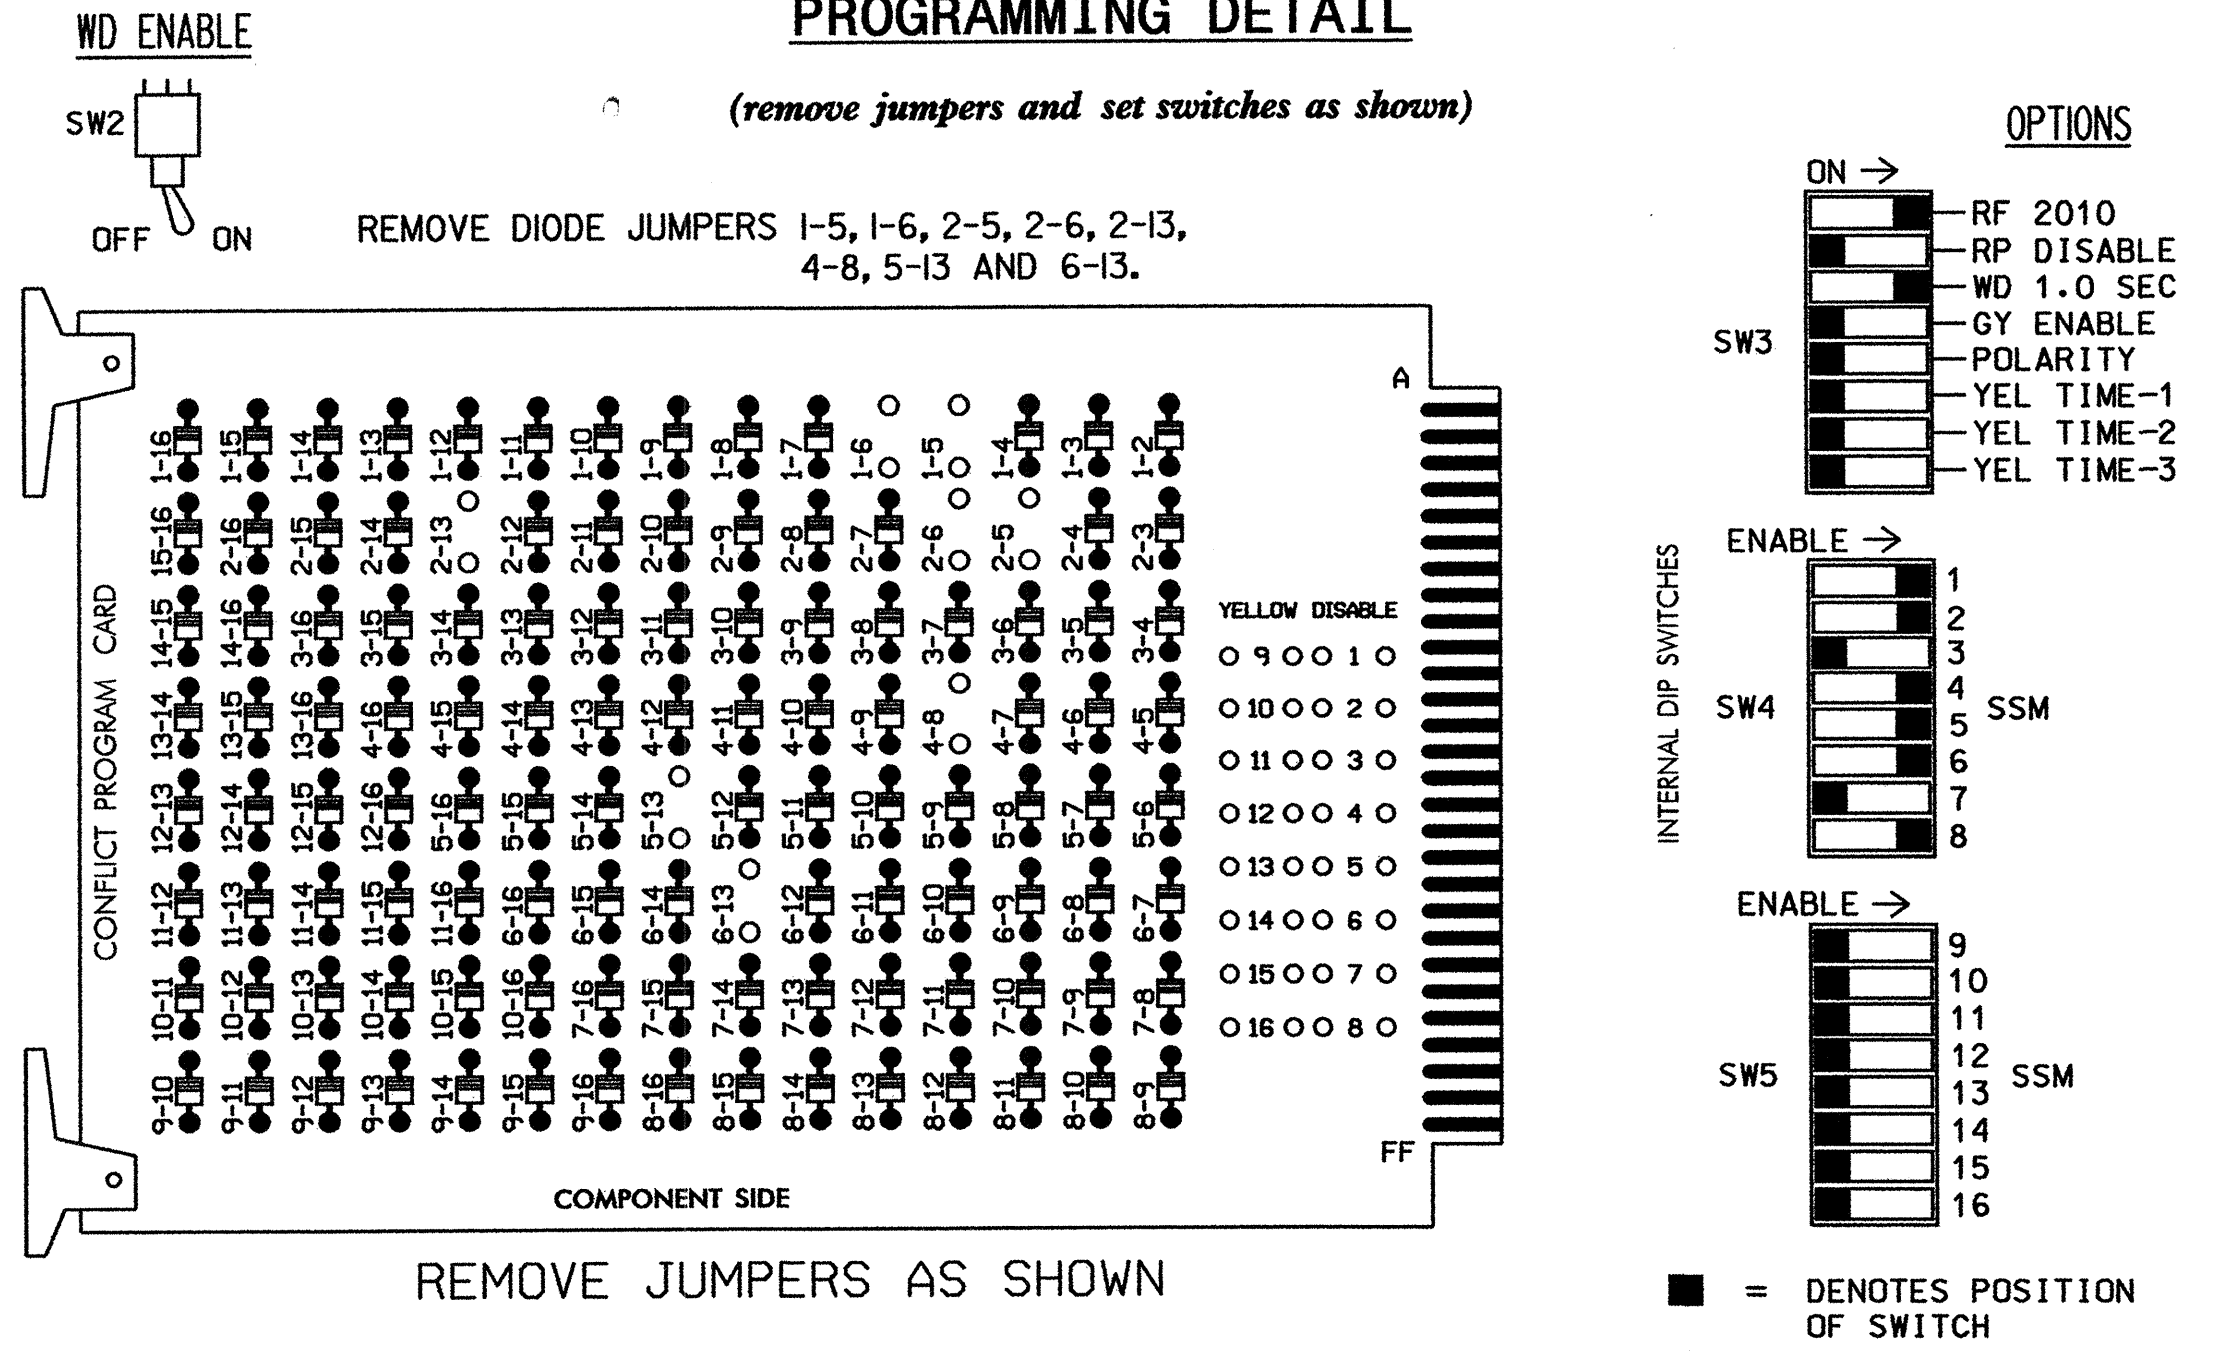 PROGRAMMING DETAIL
(remove jumpers and set switches as shown)
WD ENABLE
SW2
OFF ON
REMOVE DIODE JUMPERS 1-5, 1-6, 2-5, 2-6, 2-13,
4-8, 5-13 AND 6-13.
CONFLICT PROGRAM CARD
1-16 1-15 1-14 1-13 1-12 1-11 1-10 1-9 1-8 1-7 1-6 1-5 1-4 1-3 1-2
15-16 2-16 2-15 2-14 2-13 2-12 2-11 2-10 2-9 2-8 2-7 2-6 2-5 2-4 2-3
14-15 14-16 3-16 3-15 3-14 3-13 3-12 3-11 3-10 3-9 3-8 3-7 3-6 3-5 3-4
13-14 13-15 13-16 4-16 4-15 4-14 4-13 4-12 4-11 4-10 4-9 4-8 4-7 4-6 4-5
12-13 12-14 12-15 12-16 5-16 5-15 5-14 5-13 5-12 5-11 5-10 5-9 5-8 5-7 5-6
11-12 11-13 11-14 11-15 11-16 6-16 6-15 6-14 6-13 6-12 6-11 6-10 6-9 6-8 6-7
10-11 10-12 10-13 10-14 10-15 10-16 7-16 7-15 7-14 7-13 7-12 7-11 7-10 7-9 7-8
9-10 9-11 9-12 9-13 9-14 9-15 9-16 8-16 8-15 8-14 8-13 8-12 8-11 8-10 8-9
A
YELLOW DISABLE
9 1
10 2
11 3
12 4
13 5
14 6
15 7
16 8
FF
COMPONENT SIDE
REMOVE JUMPERS AS SHOWN
OPTIONS
INTERNAL DIP SWITCHES
ON →
SW3
RF 2010
RP DISABLE
WD 1.0 SEC
GY ENABLE
POLARITY
YEL TIME-1
YEL TIME-2
YEL TIME-3
ENABLE →
SW4
1
2
3
4
5
6
7
8
SSM
ENABLE →
SW5
9
10
11
12
13
14
15
16
SSM
= DENOTES POSITION
OF SWITCH